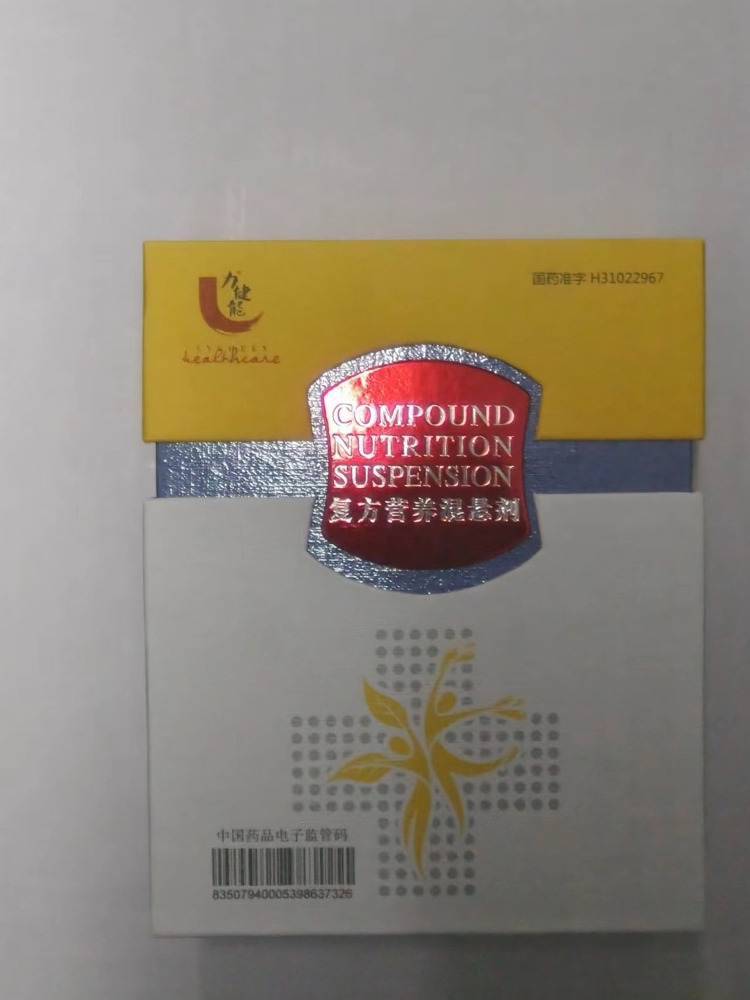 力健能
healthcare
国药准字 H31022967
COMPOUND
NUTRITION
SUSPENSION
复方营养混悬剂
中国药品电子监管码
83507940005398637326